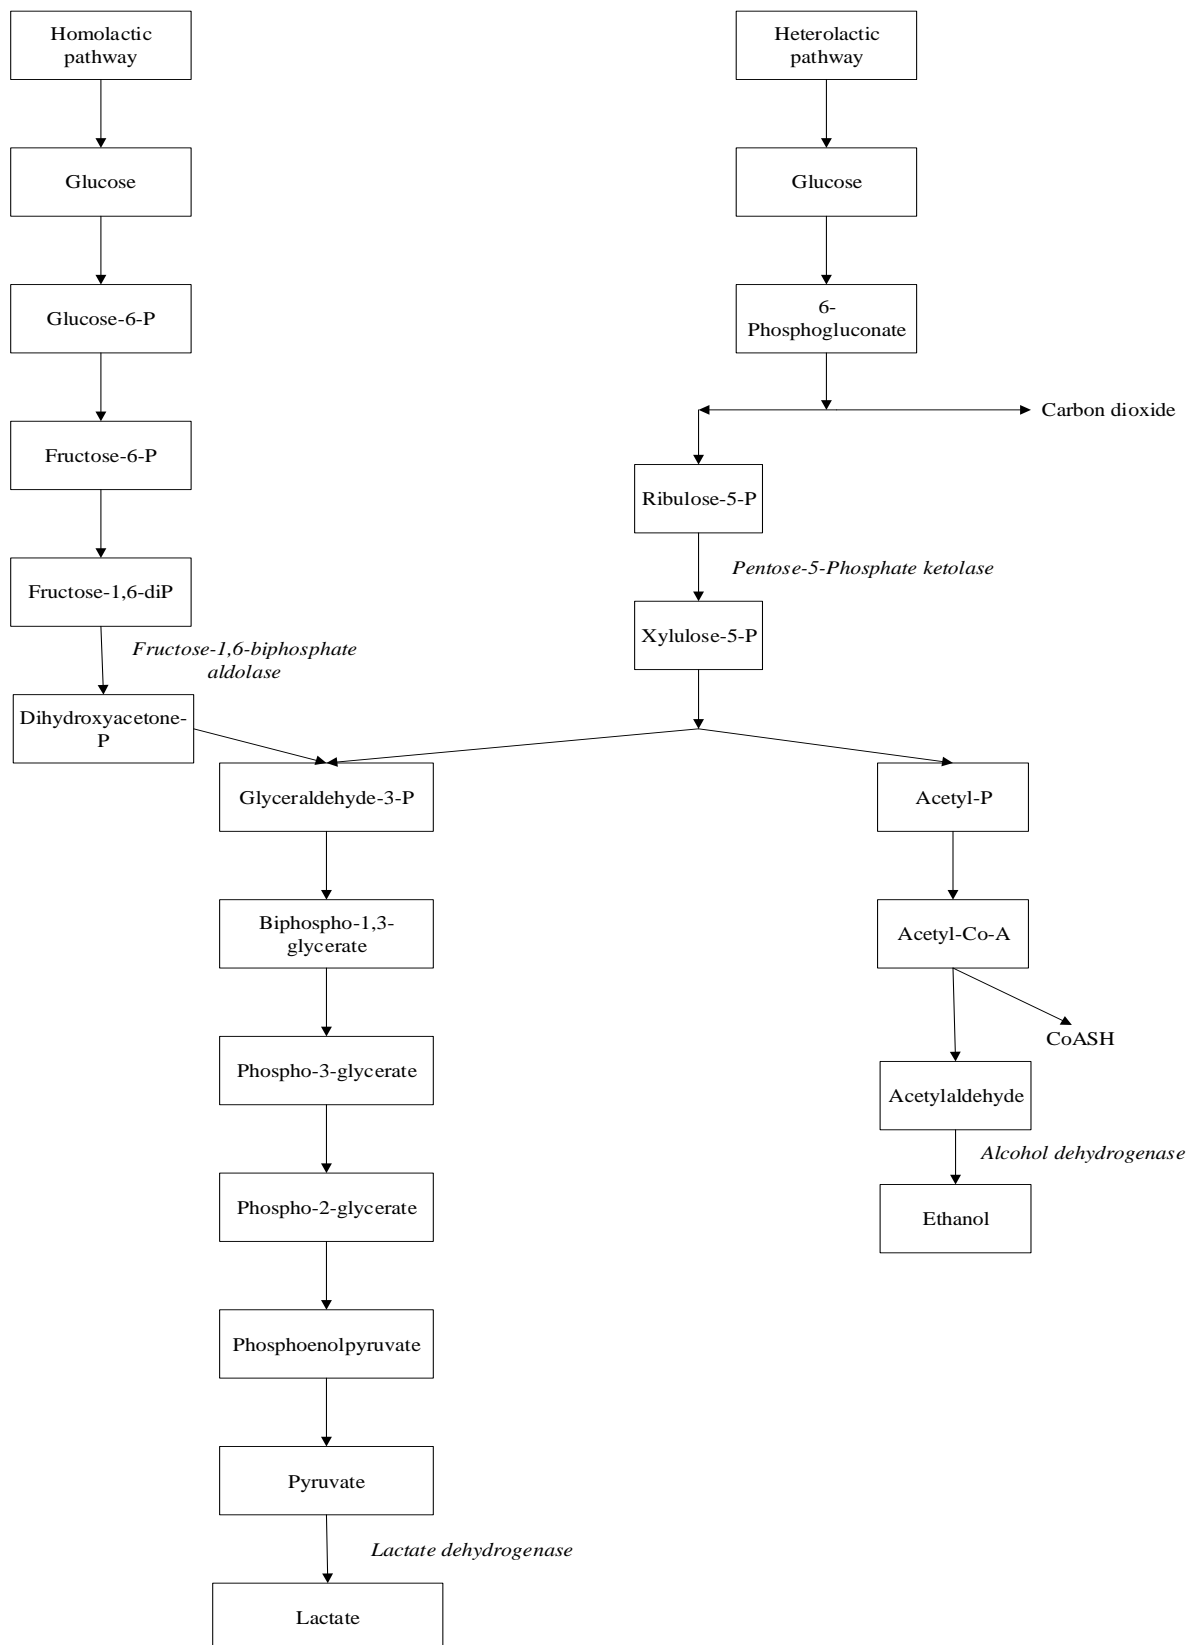 Homolactic
pathway
Glucose
Glucose-6-P
Fructose-6-P
Fructose-1,6-diP
Fructose-1,6-biphosphate
aldolase
Dihydroxyacetone-
P
Heterolactic
pathway
Glucose
6-
Phosphogluconate
Carbon dioxide
Ribulose-5-P
Pentose-5-Phosphate ketolase
Xylulose-5-P
Glyceraldehyde-3-P
Biphospho-1,3-
glycerate
Phospho-3-glycerate
Phospho-2-glycerate
Phosphoenolpyruvate
Pyruvate
Lactate dehydrogenase
Lactate
Acetyl-P
Acetyl-Co-A
CoASH
Acetylaldehyde
Alcohol dehydrogenase
Ethanol